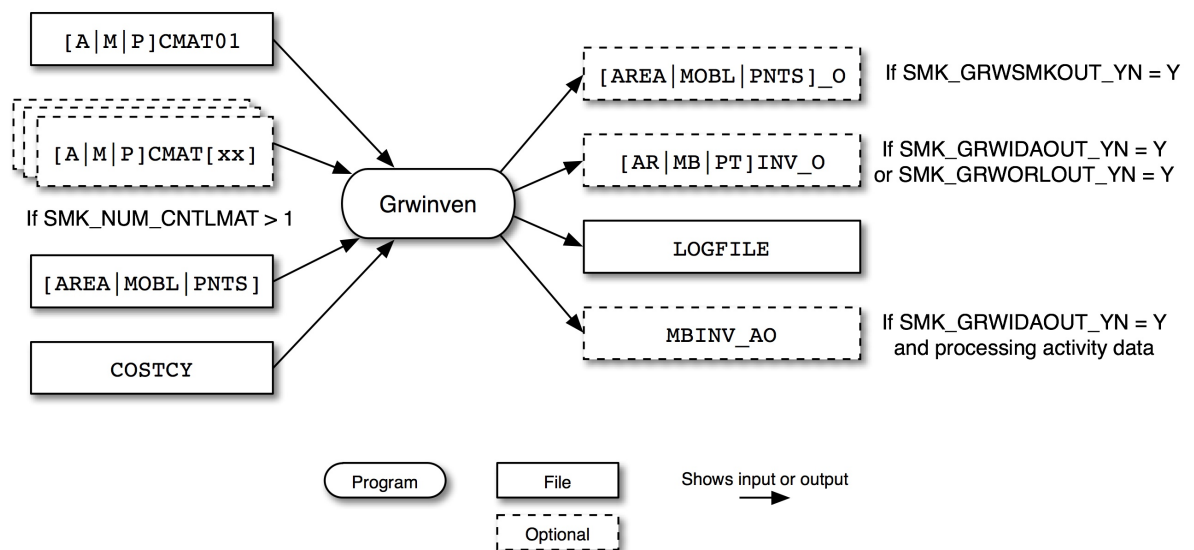 [A|M|P]CMAT01
[A|M|P]CMAT[xx]
If SMK_NUM_CNTLMAT > 1
[AREA|MOBL|PNTS]
COSTCY
Grwinven
[AREA|MOBL|PNTS]_O
If SMK_GRWSMKOUT_YN = Y
[AR|MB|PT]INV_O
If SMK_GRWIDAOUT_YN = Y
or SMK_GRWORLOUT_YN = Y
LOGFILE
MBINV_AO
If SMK_GRWIDAOUT_YN = Y
and processing activity data
Program
File
Shows input or output
Optional